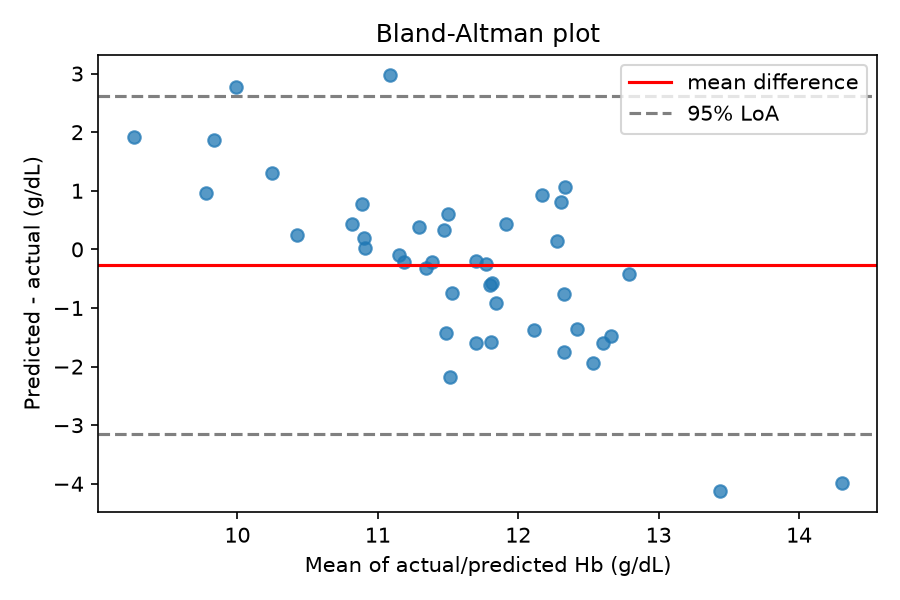 Bland-Altman plot
mean difference
95% LoA
3
2
1
0
−1
−2
−3
−4
Predicted - actual (g/dL)
10
11
12
13
14
Mean of actual/predicted Hb (g/dL)